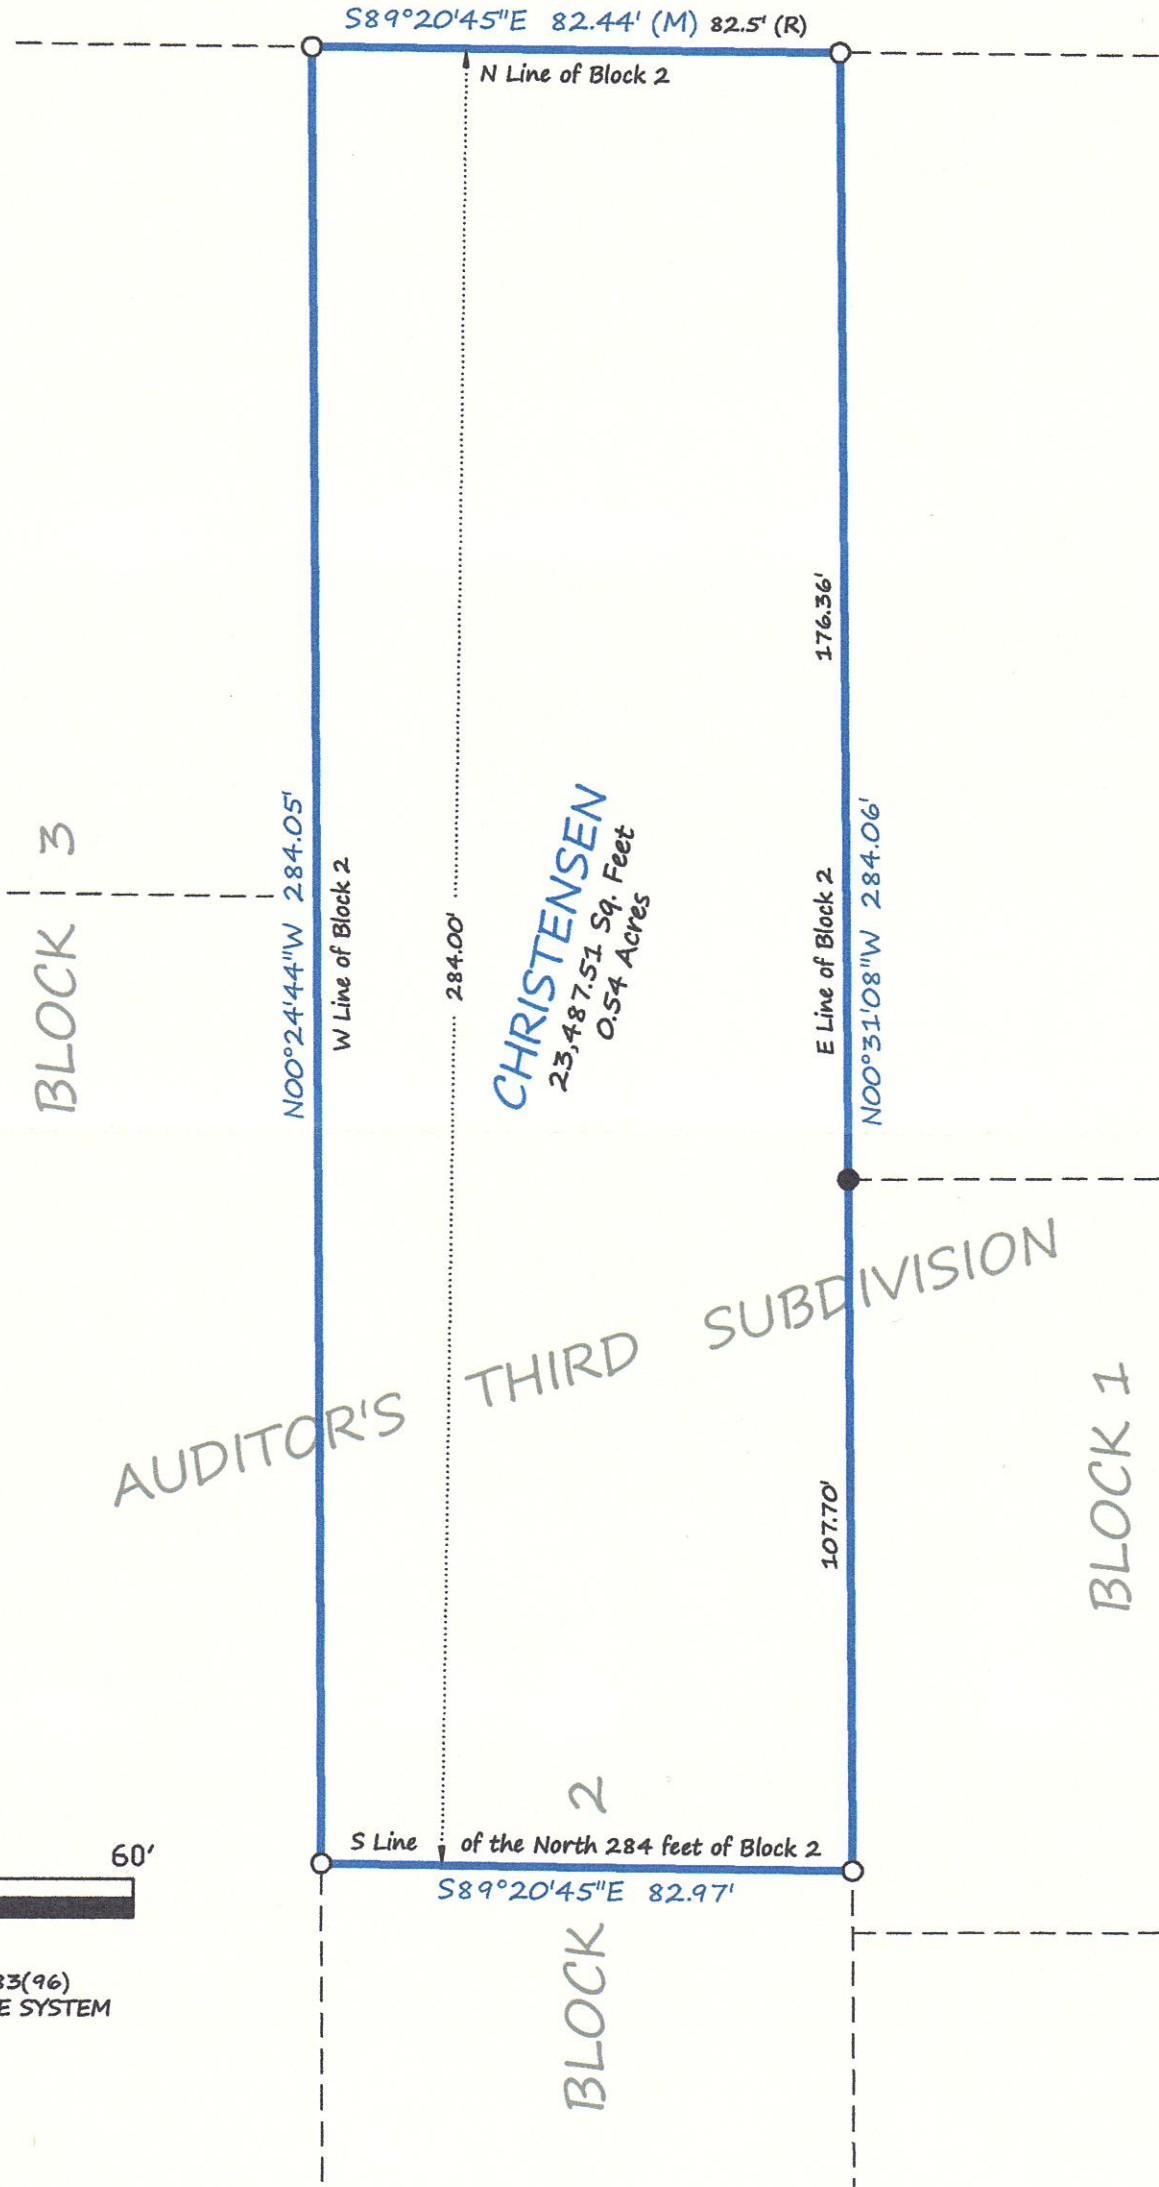 S89°20'45"E 82.44' (M) 82.5' (R)
N Line of Block 2
176.36'
BLOCK 3
N00°24'44"W 284.05'
W Line of Block 2
284.00'
CHRISTENSEN
23,487.51 Sq. Feet
0.54 Acres
E Line of Block 2
N00°31'08"W 284.06'
AUDITOR'S THIRD SUBDIVISION
BLOCK 1
107.70'
S Line of the North 284 feet of Block 2
S89°20'45"E 82.97'
BLOCK 2
60'
83(96)
E SYSTEM